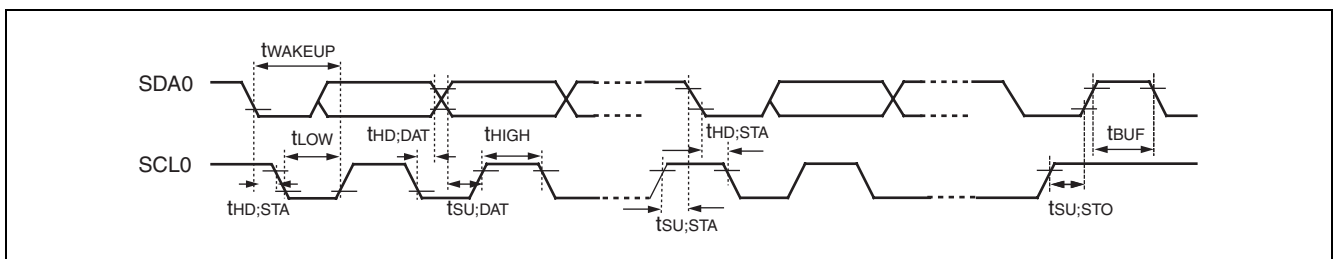 tWAKEUP
SDA0
tLOW
tHD;DAT
tHIGH
tHD;STA
tBUF
SCL0
tHD;STA
tSU;DAT
tSU;STA
tSU;STO